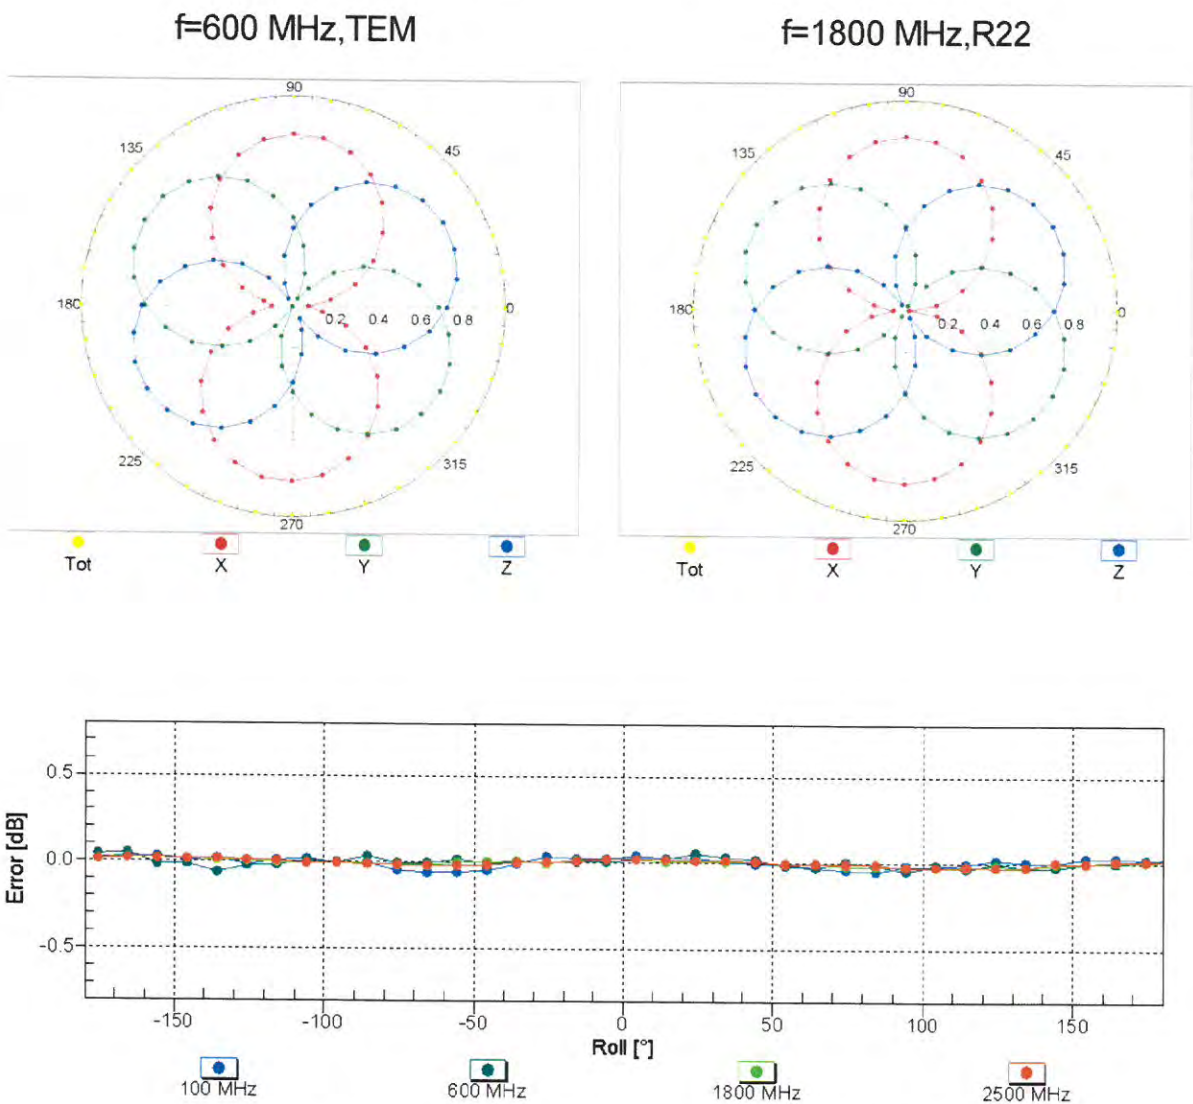 f=600 MHz,TEM
f=1800 MHz,R22
90
135
45
180
0.2 0.4 0.6 0.8
0
225
315
270
Tot X Y Z
90
135
45
180
0.2 0.4 0.6 0.8
0
225
315
270
Tot X Y Z
Error [dB]
0.5
0.0
-0.5
-150 -100 -50 0 50 100 150
Roll [°]
100 MHz 600 MHz 1800 MHz 2500 MHz